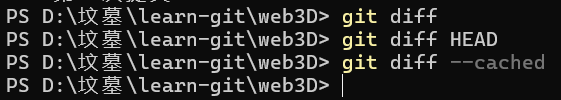 PS D:\坟墓\learn-git\web3D> git diff
PS D:\坟墓\learn-git\web3D> git diff HEAD
PS D:\坟墓\learn-git\web3D> git diff --cached
PS D:\坟墓\learn-git\web3D>